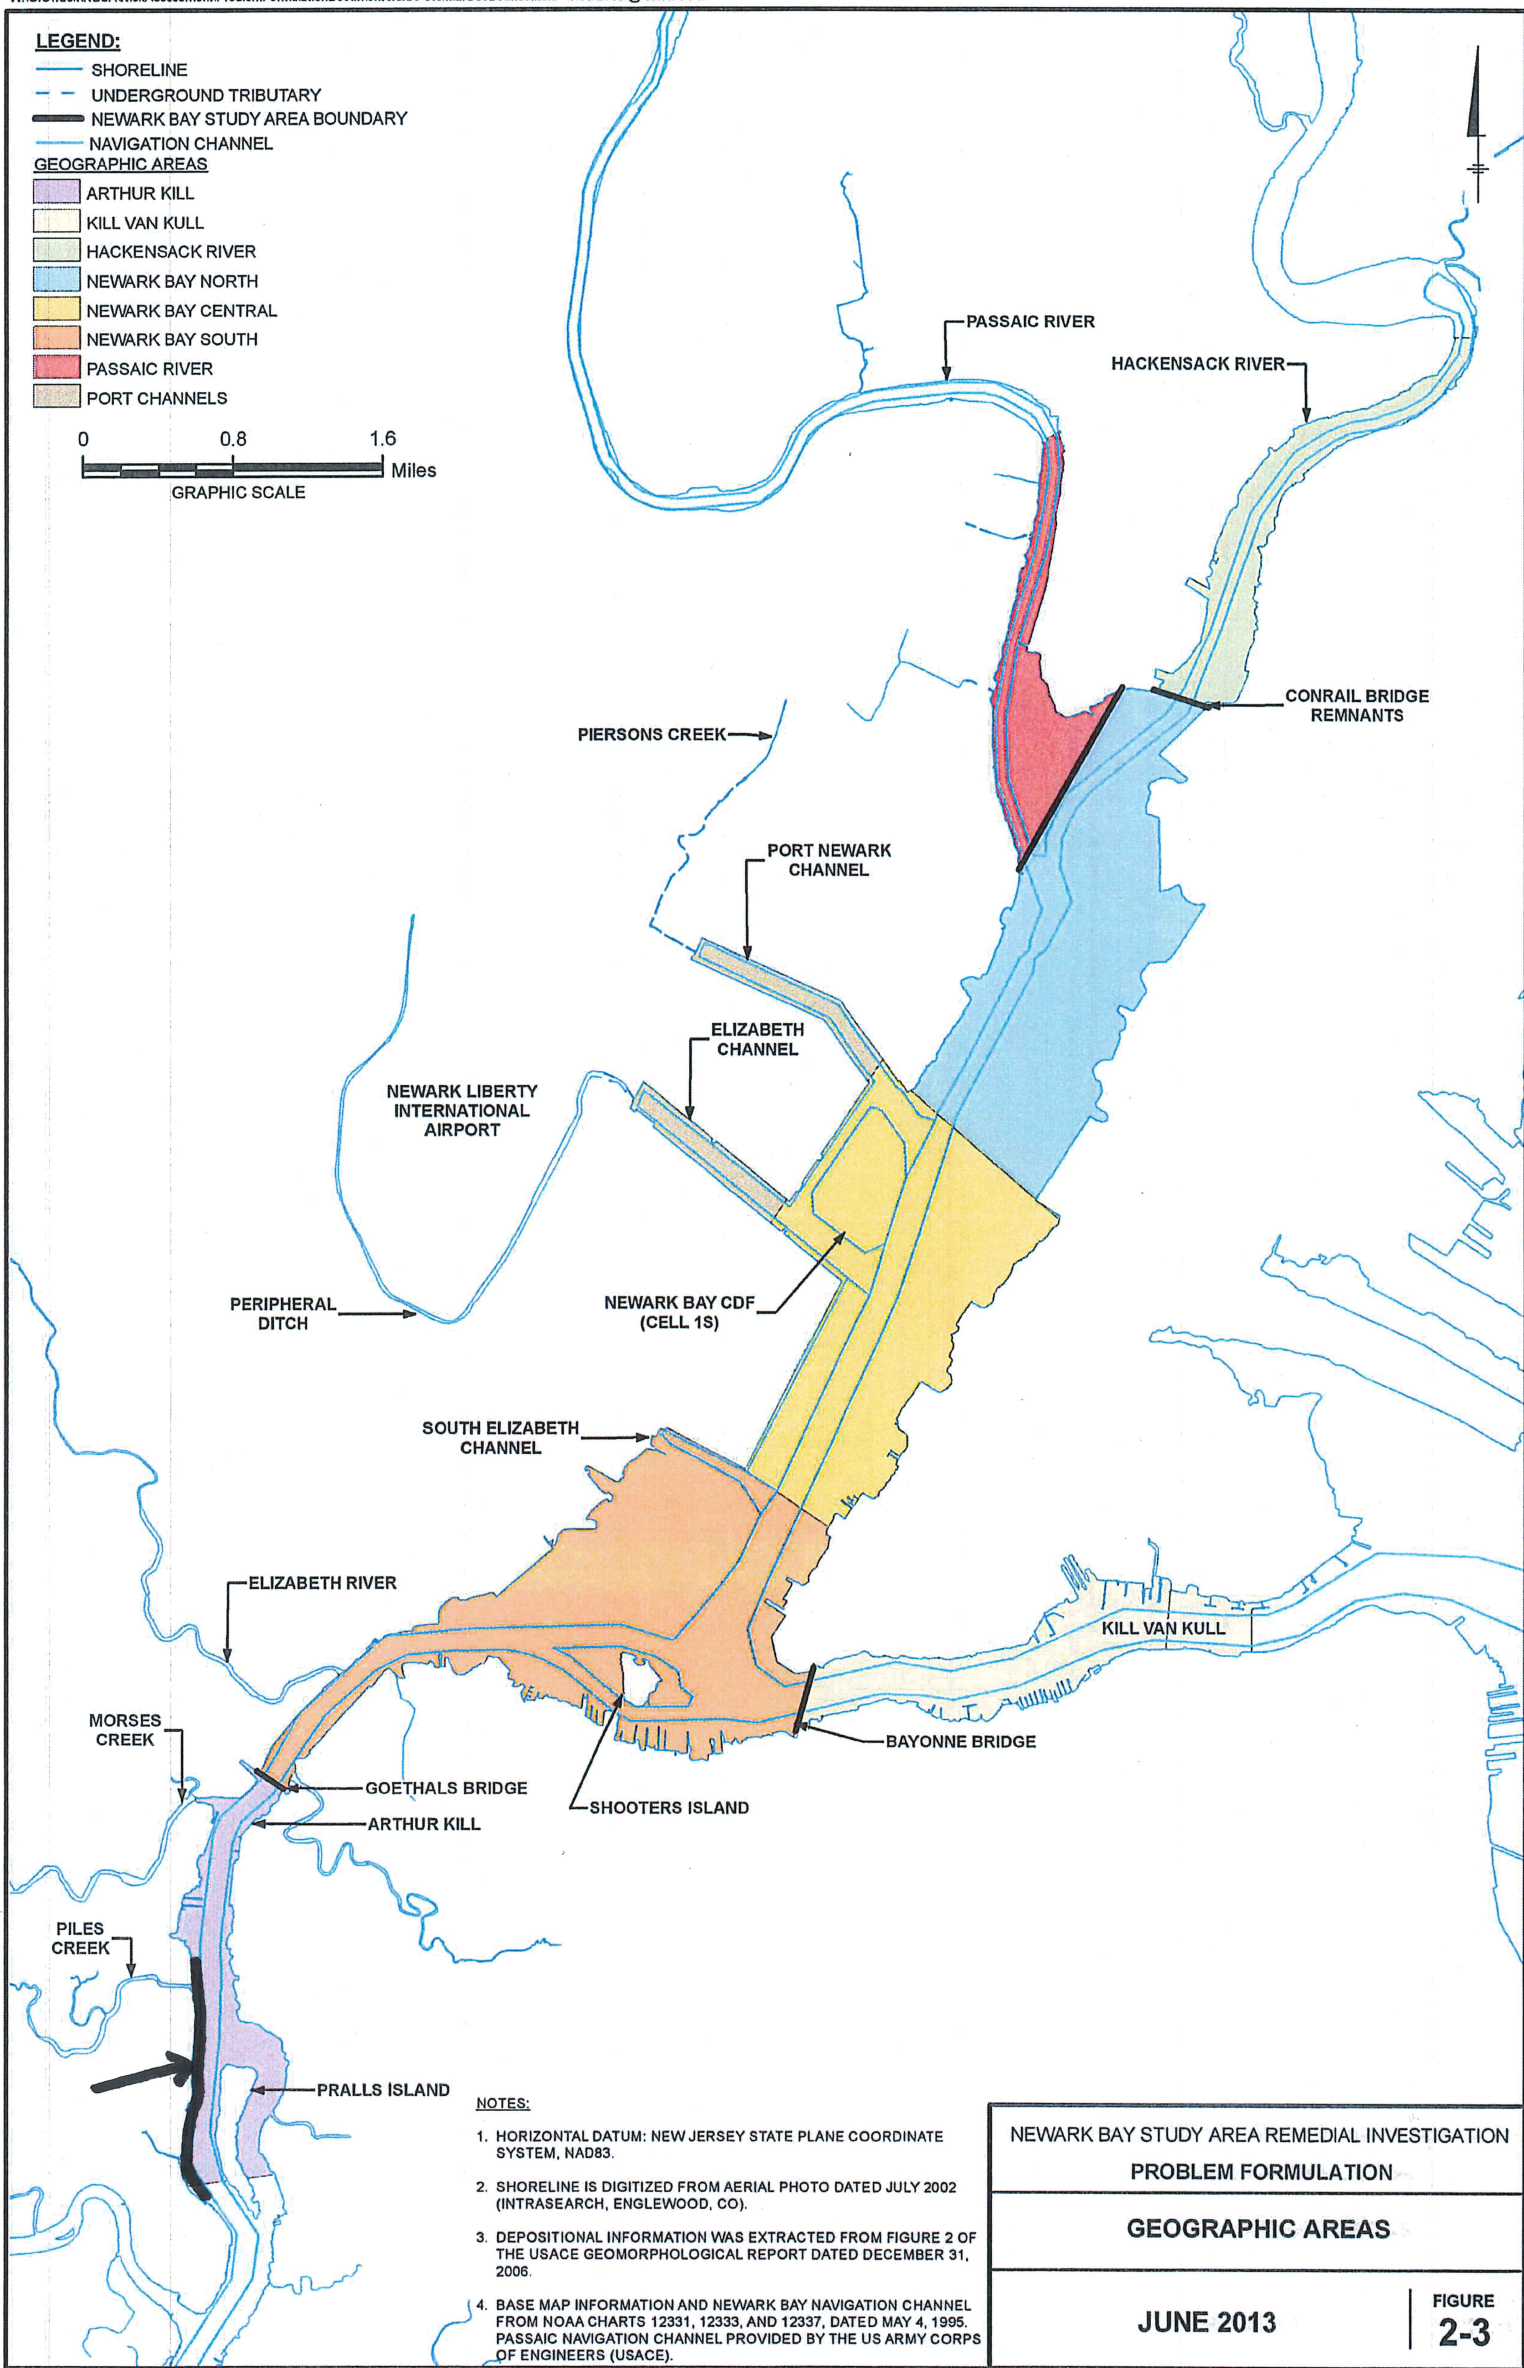 LEGEND:
SHORELINE
UNDERGROUND TRIBUTARY
NEWARK BAY STUDY AREA BOUNDARY
NAVIGATION CHANNEL
GEOGRAPHIC AREAS
ARTHUR KILL
KILL VAN KULL
HACKENSACK RIVER
NEWARK BAY NORTH
NEWARK BAY CENTRAL
NEWARK BAY SOUTH
PASSAIC RIVER
PORT CHANNELS
0 0.8 1.6
Miles
GRAPHIC SCALE
PASSAIC RIVER
HACKENSACK RIVER
CONRAIL BRIDGE
REMNANTS
PIERSONS CREEK
PORT NEWARK
CHANNEL
ELIZABETH
CHANNEL
NEWARK LIBERTY
INTERNATIONAL
AIRPORT
PERIPHERAL
DITCH
NEWARK BAY CDF
(CELL 1S)
SOUTH ELIZABETH
CHANNEL
ELIZABETH RIVER
KILL VAN KULL
MORSES
CREEK
BAYONNE BRIDGE
GOETHALS BRIDGE
SHOOTERS ISLAND
ARTHUR KILL
PILES
CREEK
PRALLS ISLAND
NOTES:
1. HORIZONTAL DATUM: NEW JERSEY STATE PLANE COORDINATE
SYSTEM, NAD83.
2. SHORELINE IS DIGITIZED FROM AERIAL PHOTO DATED JULY 2002
(INTRASEARCH, ENGLEWOOD, CO).
3. DEPOSITIONAL INFORMATION WAS EXTRACTED FROM FIGURE 2 OF
THE USACE GEOMORPHOLOGICAL REPORT DATED DECEMBER 31,
2006.
4. BASE MAP INFORMATION AND NEWARK BAY NAVIGATION CHANNEL
FROM NOAA CHARTS 12331, 12333, AND 12337, DATED MAY 4, 1995.
PASSAIC NAVIGATION CHANNEL PROVIDED BY THE US ARMY CORPS
OF ENGINEERS (USACE).
NEWARK BAY STUDY AREA REMEDIAL INVESTIGATION
PROBLEM FORMULATION
GEOGRAPHIC AREAS
JUNE 2013
FIGURE
2-3